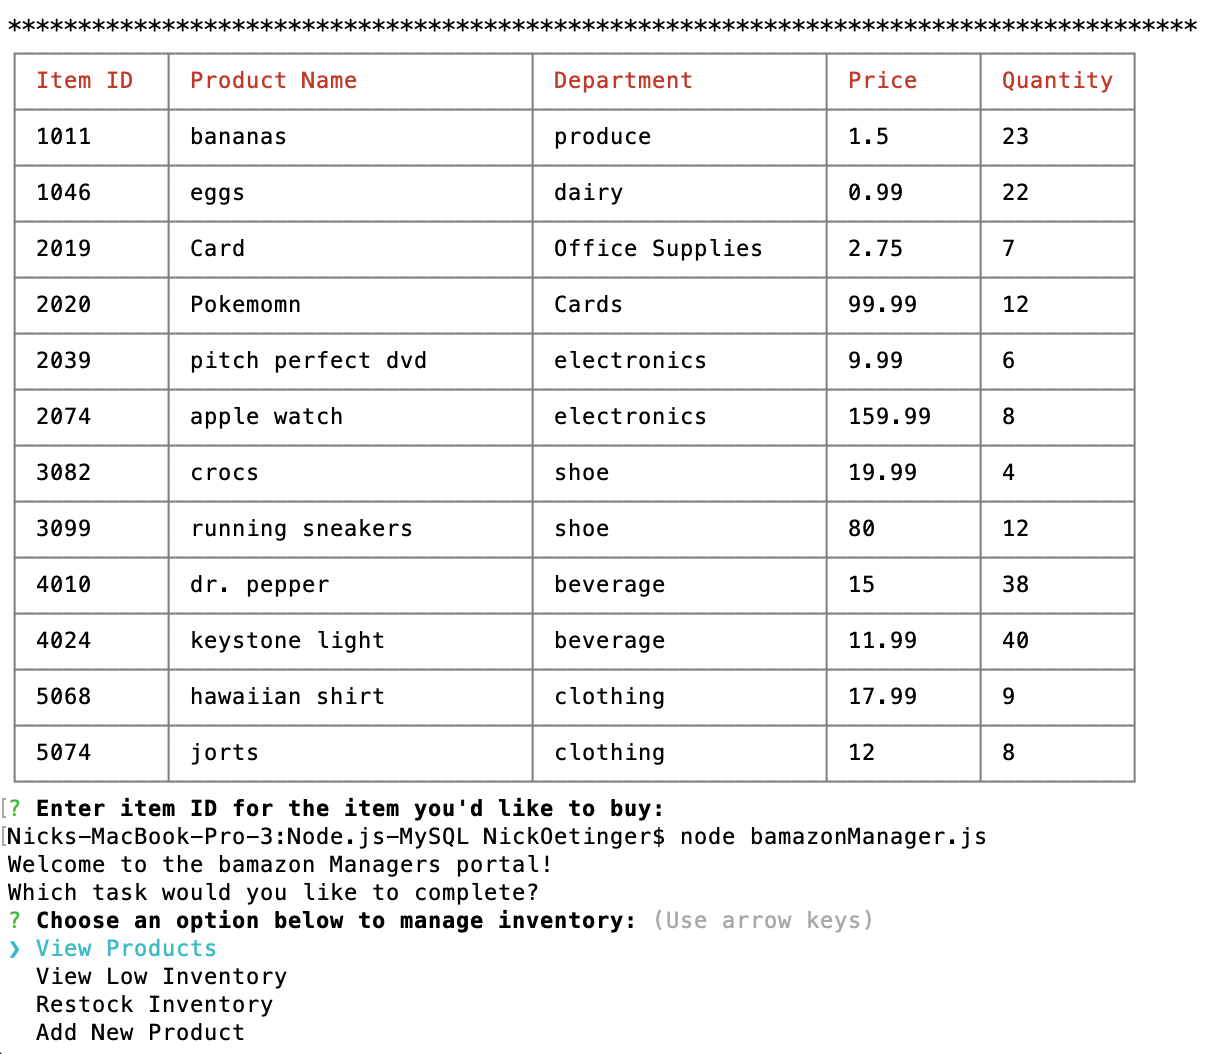 *************************************************************************************
Item ID Product Name Department Price Quantity
1011 bananas produce 1.5 23
1046 eggs dairy 0.99 22
2019 Card Office Supplies 2.75 7
2020 Pokemomn Cards 99.99 12
2039 pitch perfect dvd electronics 9.99 6
2074 apple watch electronics 159.99 8
3082 crocs shoe 19.99 4
3099 running sneakers shoe 80 12
4010 dr. pepper beverage 15 38
4024 keystone light beverage 11.99 40
5068 hawaiian shirt clothing 17.99 9
5074 jorts clothing 12 8
[? Enter item ID for the item you'd like to buy:
[Nicks-MacBook-Pro-3:Node.js-MySQL NickOetinger$ node bamazonManager.js
Welcome to the bamazon Managers portal!
Which task would you like to complete?
? Choose an option below to manage inventory: (Use arrow keys)
❯ View Products
View Low Inventory
Restock Inventory
Add New Product